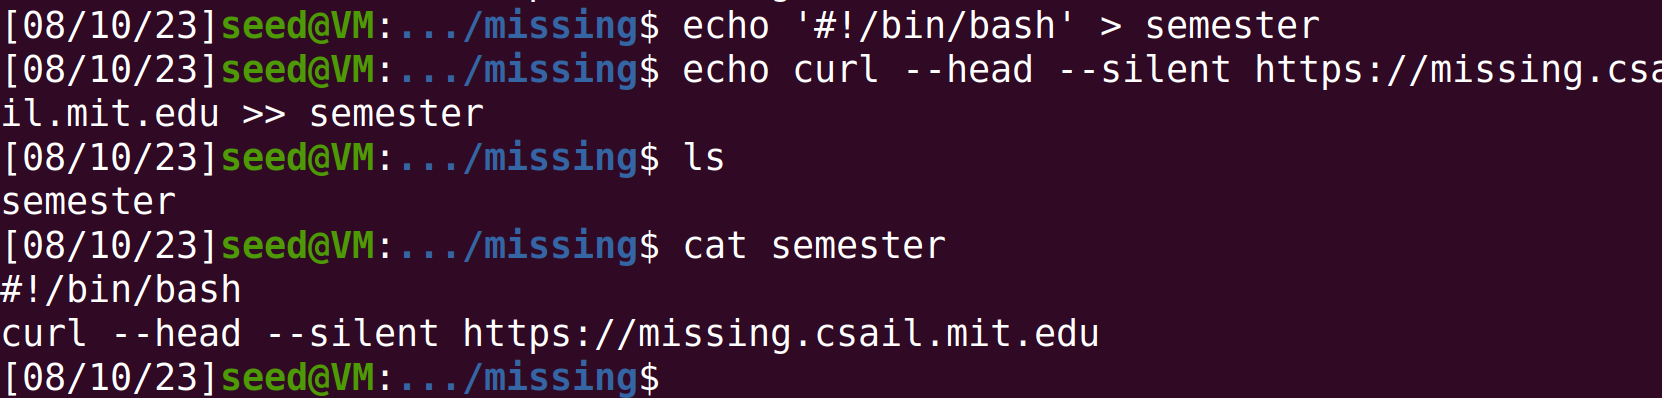 [08/10/23]seed@VM:.../missing$ echo '#!/bin/bash' > semester
[08/10/23]seed@VM:.../missing$ echo curl --head --silent https://missing.csa
il.mit.edu >> semester
[08/10/23]seed@VM:.../missing$ ls
semester
[08/10/23]seed@VM:.../missing$ cat semester
#!/bin/bash
curl --head --silent https://missing.csail.mit.edu
[08/10/23]seed@VM:.../missing$